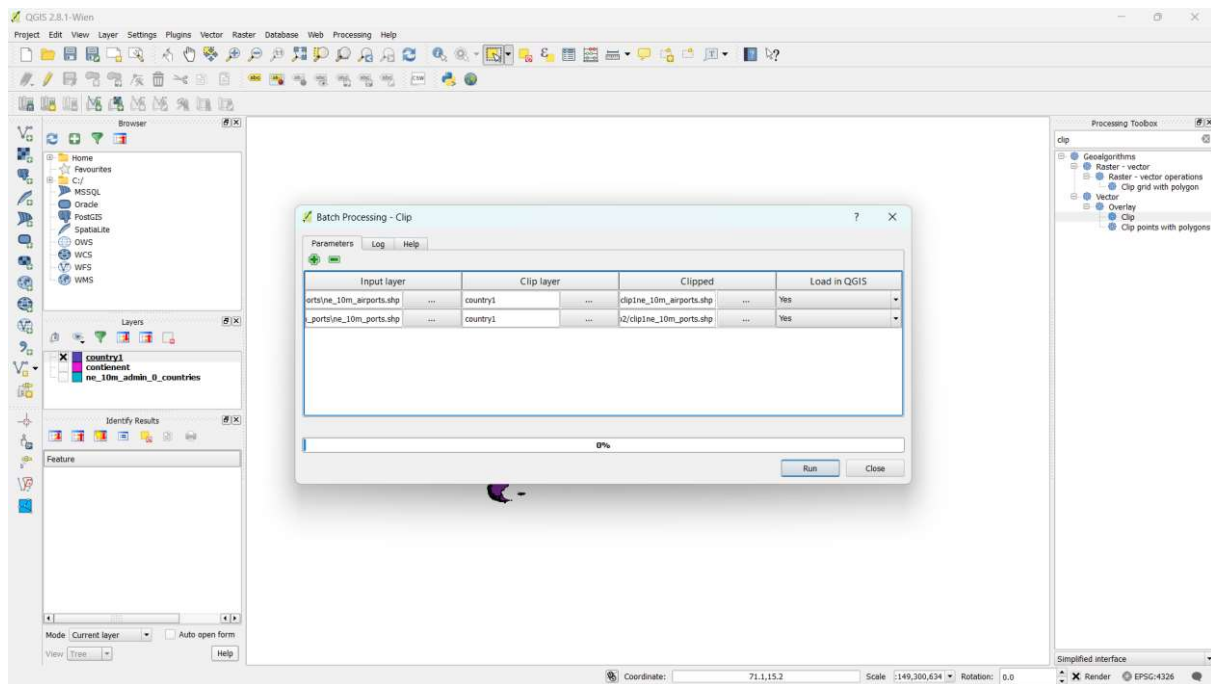 QGIS 2.8.1-Wien
Project Edit View Layer Settings Plugins Vector Raster Database Web Processing Help
Browser
Home
Favourites
C:/
MSSQL
Oracle
PostGIS
SpatiaLite
OWS
WCS
WFS
WMS
Layers
country1
contienent
ne_10m_admin_0_countries
Identify Results
Feature
Mode Current layer Auto open form
View Tree Help
Batch Processing - Clip
Parameters Log Help
Input layer Clip layer Clipped Load in QGIS
orts\ne_10m_airports.shp ... country1 ... clip1ne_10m_airports.shp ... Yes
_ports\ne_10m_ports.shp ... country1 ... 2/clip1ne_10m_ports.shp ... Yes
0%
Run Close
Processing Toolbox
clip
Geoalgorithms
Raster - vector
Raster - vector operations
Clip grid with polygon
Vector
Overlay
Clip
Clip points with polygons
Simplified interface
Coordinate: 71.1,15.2 Scale :149,300,634 Rotation: 0.0 Render EPSG:4326